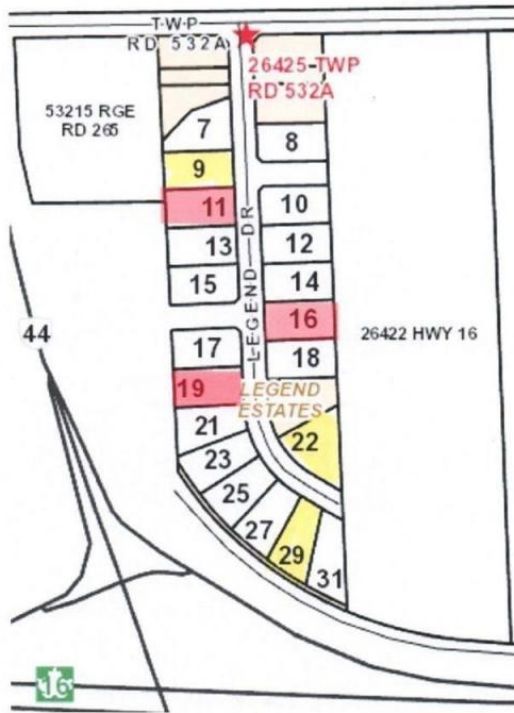 TWP
RD 532A
26425 TWP
RD 532A
53215 RGE
RD 265
7
8
9
11
10
13
12
15
14
LEGEND DR
16
44
26422 HWY 16
17
18
19
LEGEND
ESTATES
21
22
23
25
27
29
31
16